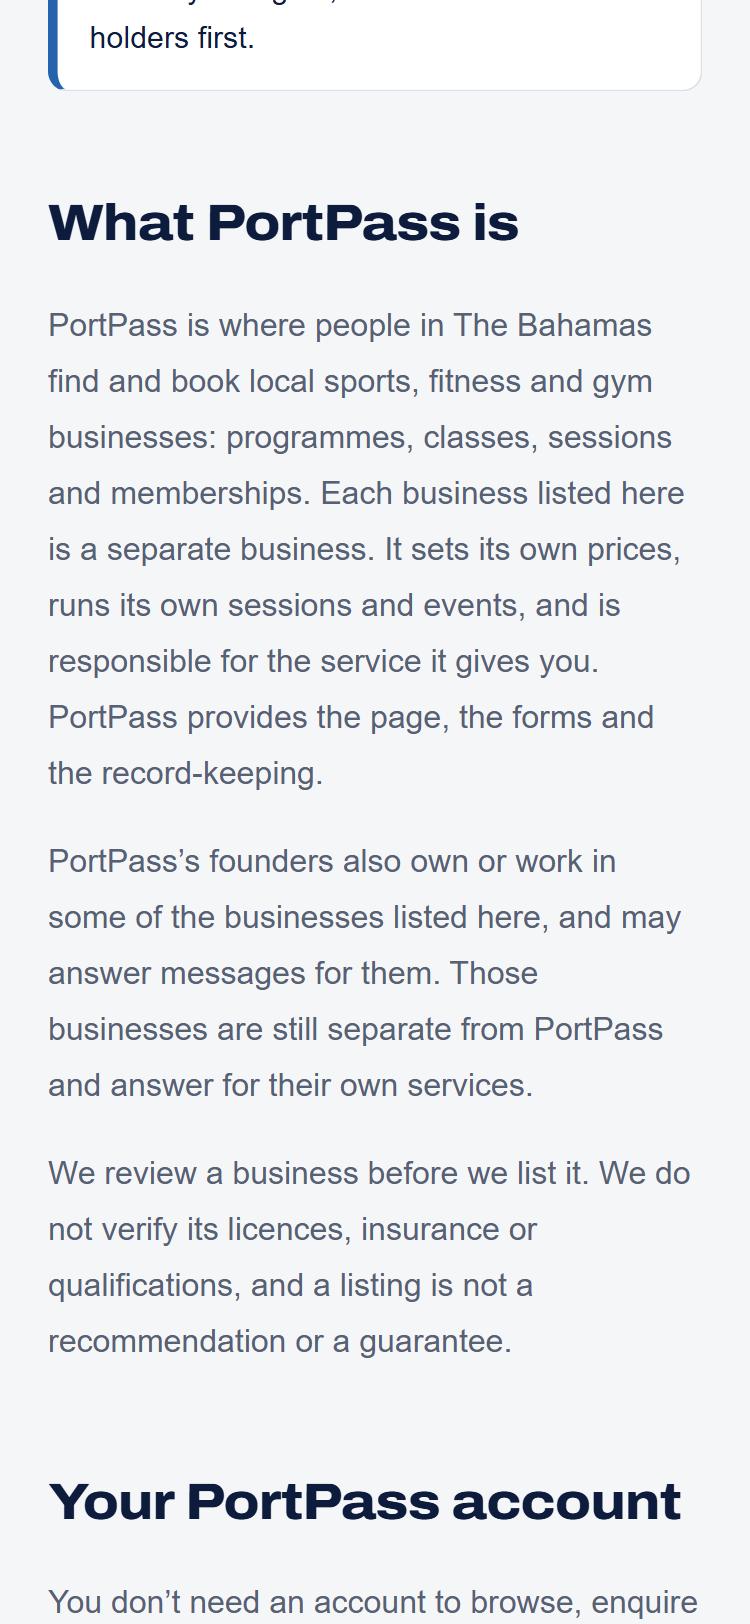 holders first.
What PortPass is
PortPass is where people in The Bahamas
find and book local sports, fitness and gym
businesses: programmes, classes, sessions
and memberships. Each business listed here
is a separate business. It sets its own prices,
runs its own sessions and events, and is
responsible for the service it gives you.
PortPass provides the page, the forms and
the record-keeping.
PortPass’s founders also own or work in
some of the businesses listed here, and may
answer messages for them. Those
businesses are still separate from PortPass
and answer for their own services.
We review a business before we list it. We do
not verify its licences, insurance or
qualifications, and a listing is not a
recommendation or a guarantee.
Your PortPass account
You don’t need an account to browse, enquire